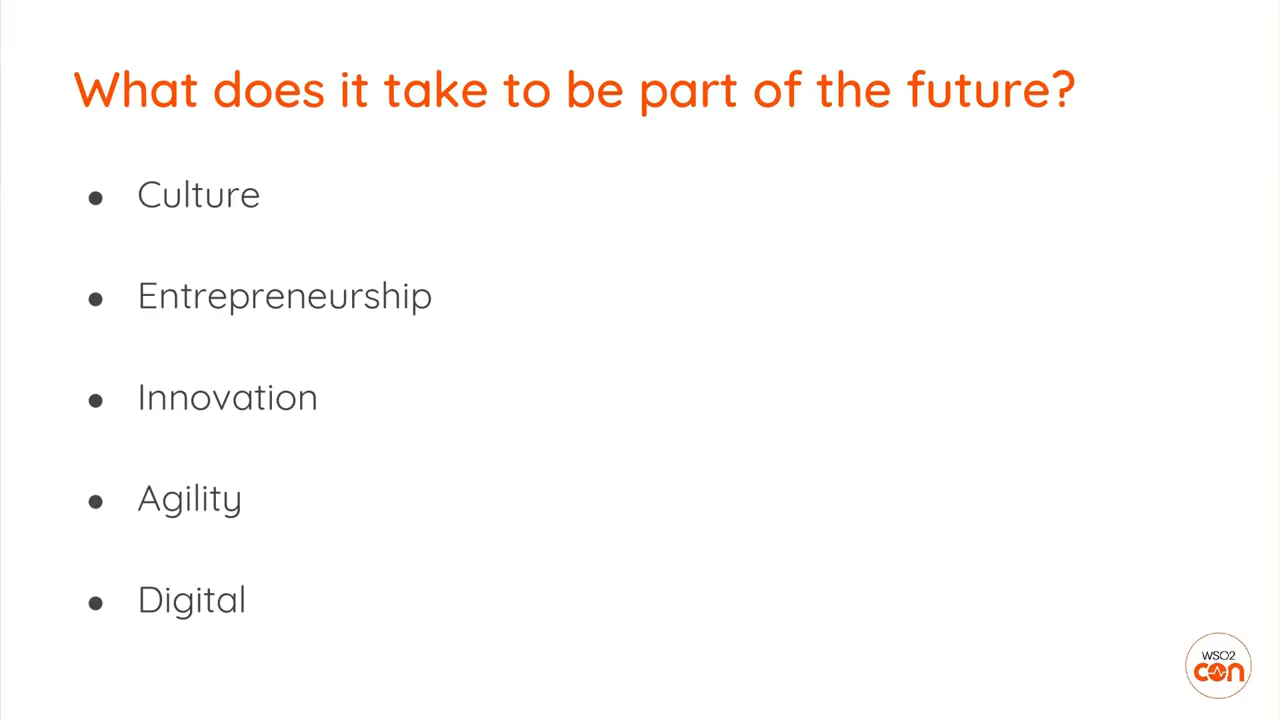 What does it take to be part of the future?
● Culture
● Entrepreneurship
● Innovation
● Agility
● Digital
WSO2
con